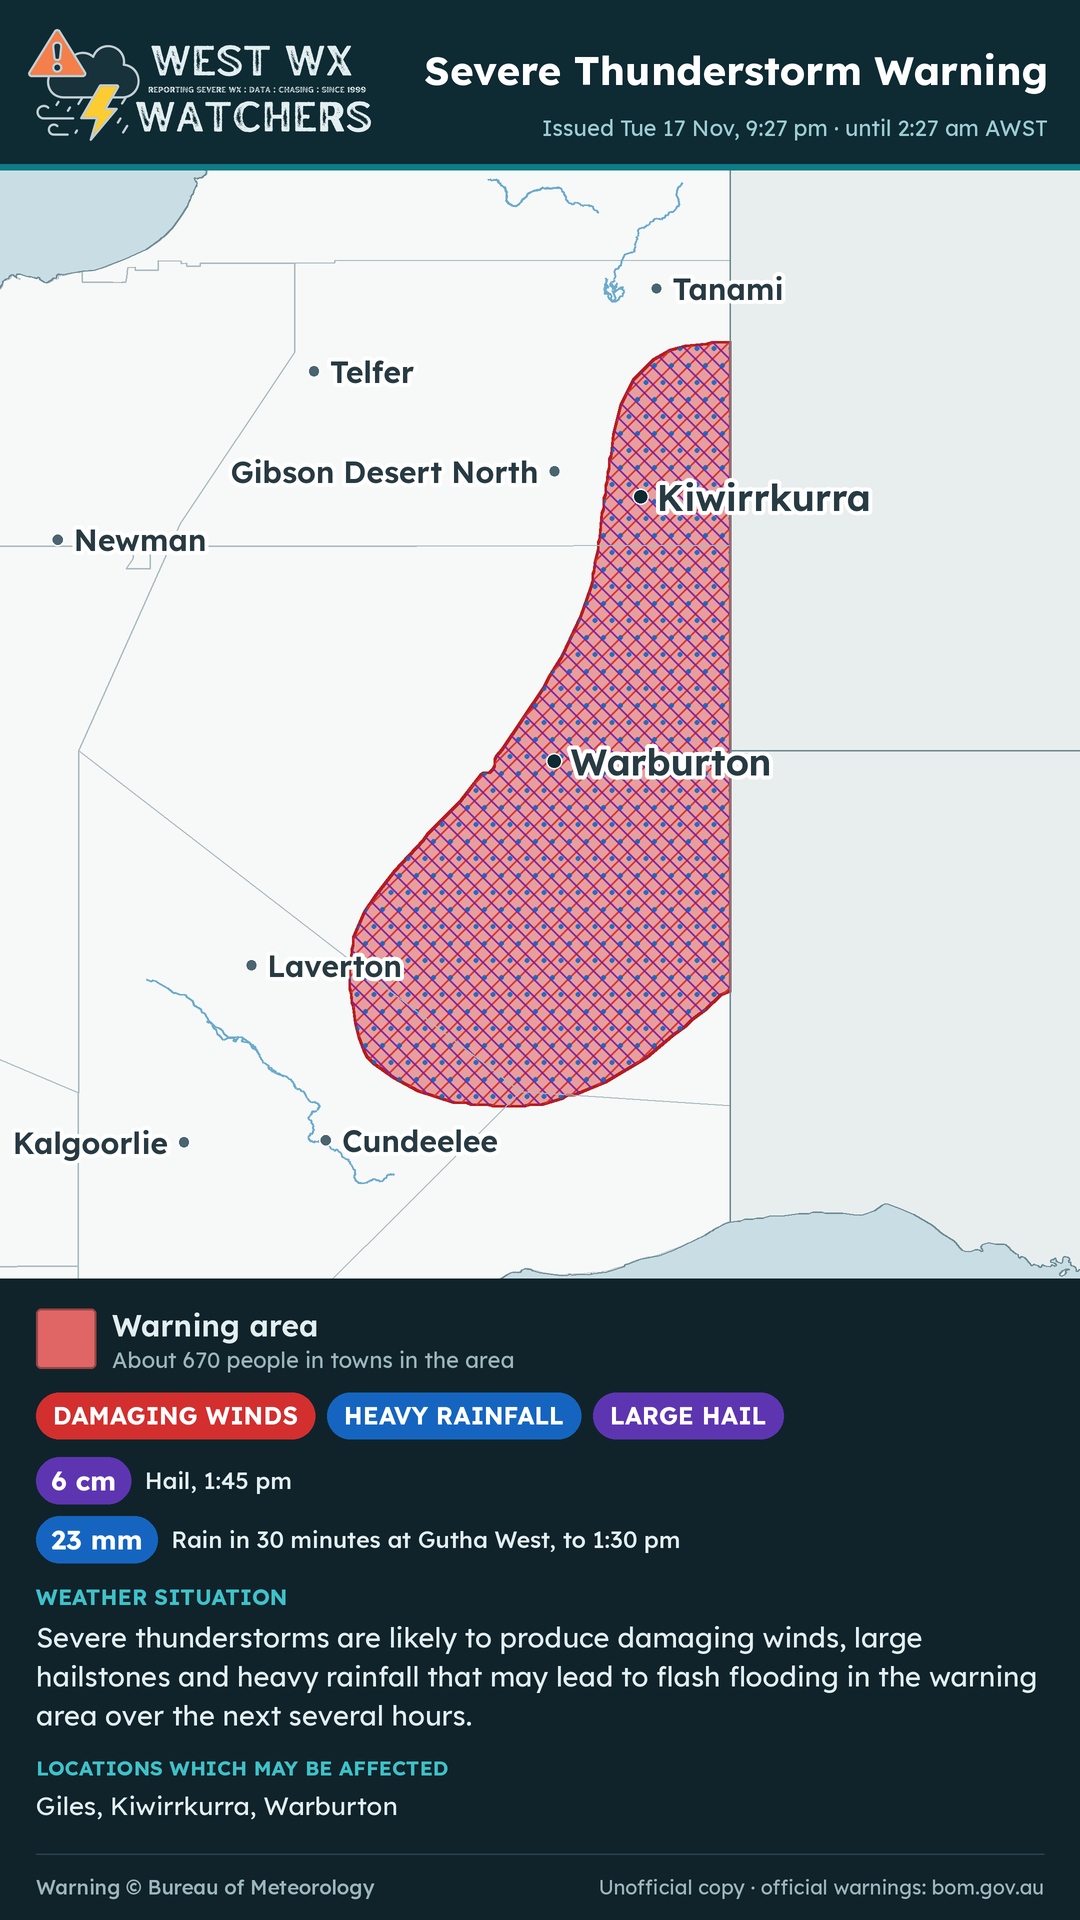 WEST WX
REPORTING SEVERE WX : DATA : CHASING : SINCE 1999
WATCHERS
Severe Thunderstorm Warning
Issued Tue 17 Nov, 9:27 pm · until 2:27 am AWST
Tanami
Telfer
Gibson Desert North
Kiwirrkurra
Newman
Warburton
Laverton
Kalgoorlie
Cundeelee
Warning area
About 670 people in towns in the area
DAMAGING WINDS
HEAVY RAINFALL
LARGE HAIL
6 cm
Hail, 1:45 pm
23 mm
Rain in 30 minutes at Gutha West, to 1:30 pm
WEATHER SITUATION
Severe thunderstorms are likely to produce damaging winds, large
hailstones and heavy rainfall that may lead to flash flooding in the warning
area over the next several hours.
LOCATIONS WHICH MAY BE AFFECTED
Giles, Kiwirrkurra, Warburton
Warning © Bureau of Meteorology
Unofficial copy · official warnings: bom.gov.au